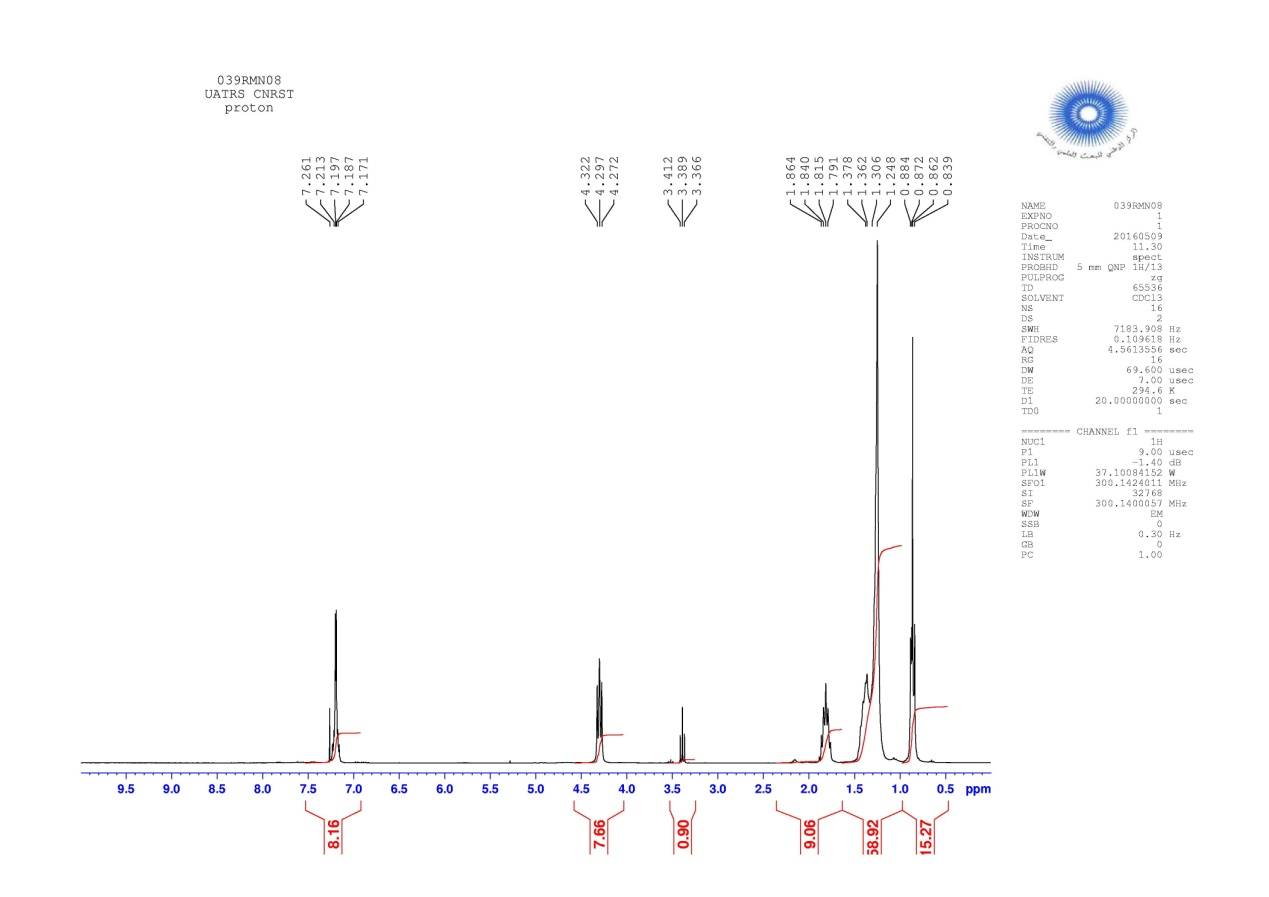 039RMN08
UATRS CNRST
proton
7.261
7.213
7.197
7.187
7.171
4.322
4.297
4.272
3.412
3.389
3.366
1.864
1.840
1.815
1.791
1.378
1.362
1.306
1.248
0.884
0.872
0.862
0.839
NAME 039RMN08
EXPNO 1
PROCNO 1
Date_ 20160509
Time 11.30
INSTRUM spect
PROBHD 5 mm QNP 1H/13
PULPROG zg
TD 65536
SOLVENT CDCl3
NS 16
DS 2
SWH 7183.908 Hz
FIDRES 0.109618 Hz
AQ 4.5613556 sec
RG 16
DW 69.600 usec
DE 7.00 usec
TE 294.6 K
D1 20.00000000 sec
TD0 1
======== CHANNEL f1 ========
NUC1 1H
P1 9.00 usec
PL1 -1.40 dB
PL1W 37.10084152 W
SFO1 300.1424011 MHz
SI 32768
SF 300.1400057 MHz
WDW EM
SSB 0
LB 0.30 Hz
GB 0
PC 1.00
9.5 9.0 8.5 8.0 7.5 7.0 6.5 6.0 5.5 5.0 4.5 4.0 3.5 3.0 2.5 2.0 1.5 1.0 0.5 ppm
8.16
7.66
0.90
9.06
58.92
15.27